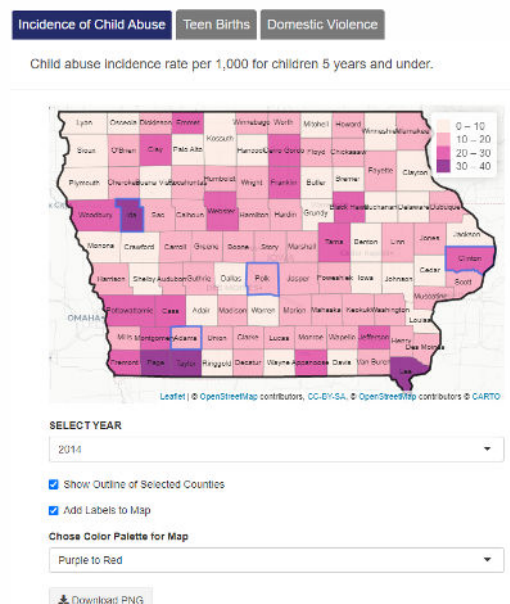 Incidence of Child Abuse Teen Births Domestic Violence
Child abuse incidence rate per 1,000 for children 5 years and under.
Lyon Osceola Dickinson Emmet Winnebago Worth Mitchell Howard
Kossuth
Sioux O'Brien Clay Palo Alto Floyd Chickasaw
Fayette Clayton
Plymouth Cherokee Humboldt Wright Franklin Butler Bremer
Woodbury Ida Sac Calhoun Webster Hamilton Hardin Grundy Black Hawk Buchanan Delaware Dubuque
Jackson
Monona Crawford Carroll Greene Boone Story Marshall Tama Benton Linn Jones
Clinton
Cedar
Harrison Shelby Audubon Guthrie Dallas Polk Jasper Poweshiek Iowa Johnson Scott
Muscatine
OMAHA
Pottawattamie Cass Adair Madison Warren Marion Mahaska Keokuk Washington
Louisa
Mills Montgomery Adams Union Clarke Lucas Monroe Wapello Jefferson Henry
Des Moines
Fremont Page Taylor Ringgold Decatur Wayne Appanoose Davis Van Buren
Lee
0 – 10
10 – 20
20 – 30
30 – 40
Leaflet | © OpenStreetMap contributors, CC-BY-SA, © OpenStreetMap contributors © CARTO
SELECT YEAR
2014
Show Outline of Selected Counties
Add Labels to Map
Chose Color Palette for Map
Purple to Red
Download PNG